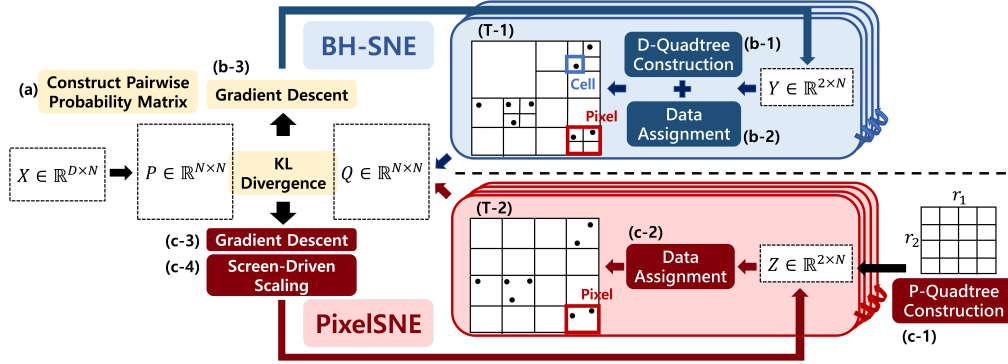 BH-SNE
(T-1)
D-Quadtree
Construction
(b-1)
(b-3)
(a)
Construct Pairwise
Probability Matrix
Gradient Descent
Cell
Y ∈ ℝ^{2×N}
Pixel
Data
Assignment
(b-2)
X ∈ ℝ^{D×N}
P ∈ ℝ^{N×N}
KL
Divergence
Q ∈ ℝ^{N×N}
(T-2)
r_1
(c-3)
Gradient Descent
(c-2)
r_2
(c-4)
Screen-Driven
Scaling
Data
Assignment
Z ∈ ℝ^{2×N}
Pixel
P-Quadtree
Construction
PixelSNE
(c-1)